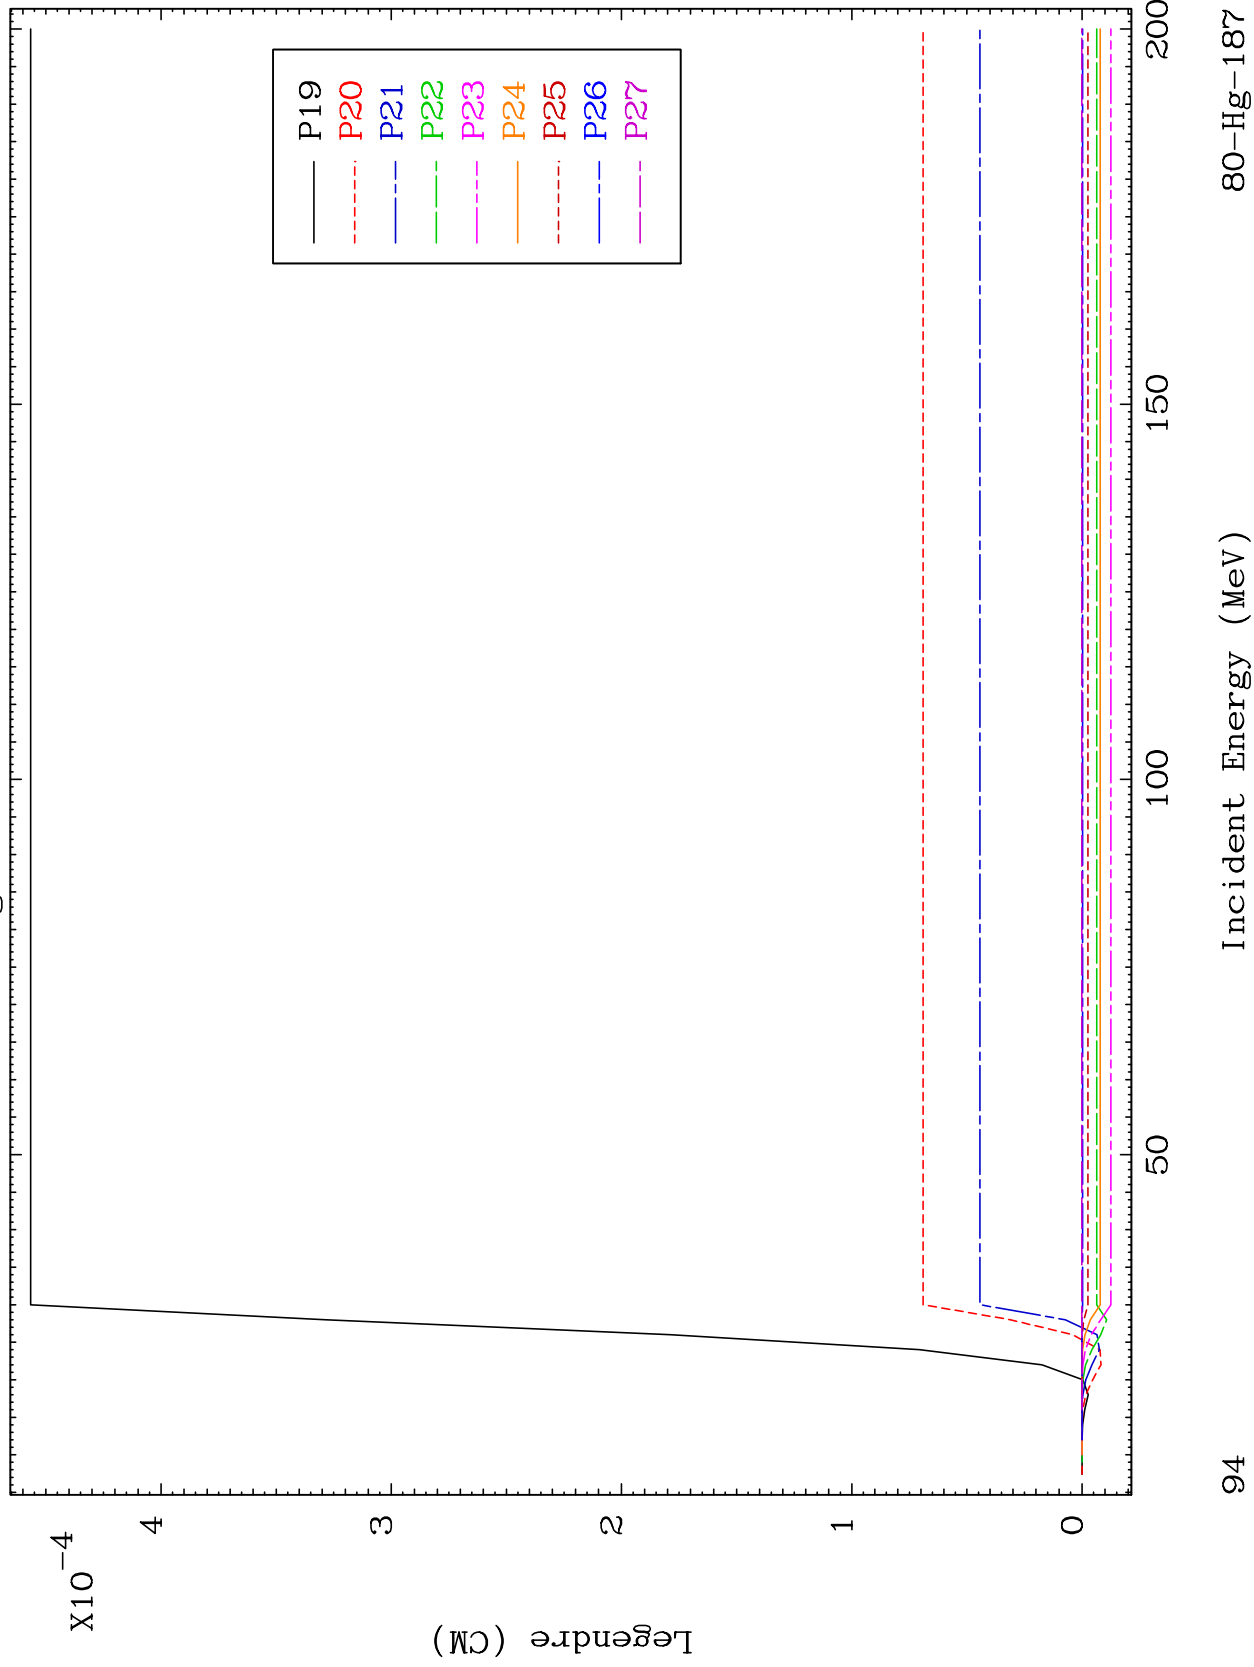 X10-4
4
3
2
1
0
Legendre (CM)
P19
P20
P21
P22
P23
P24
P25
P26
P27
50
100
150
200
Incident Energy (MeV)
94
80-Hg-187